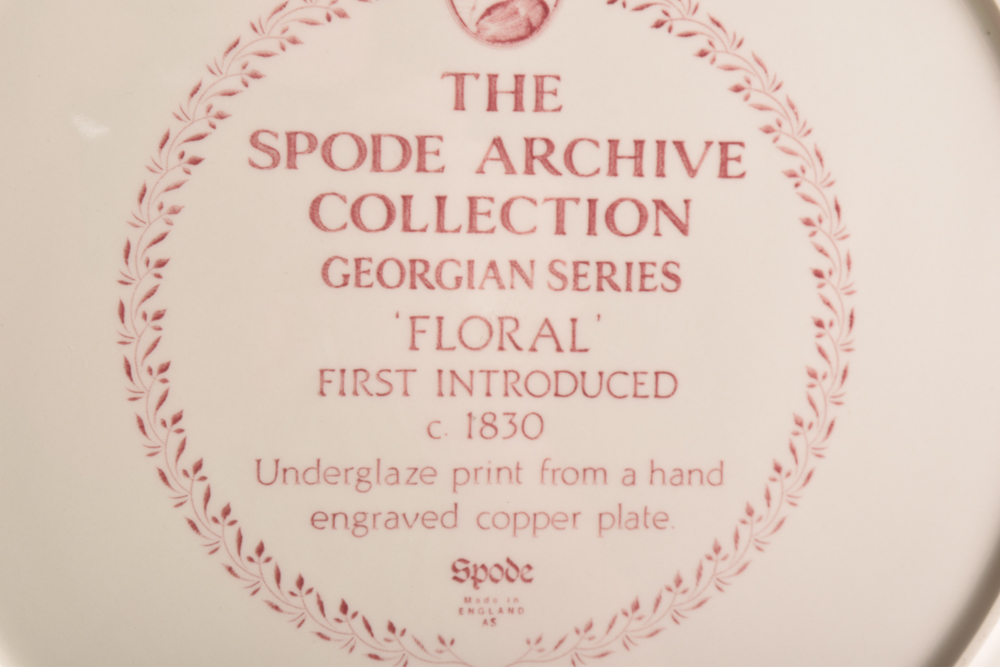 THE
SPODE ARCHIVE
COLLECTION
GEORGIAN SERIES
'FLORAL'
FIRST INTRODUCED
c. 1830
Underglaze print from a hand
engraved copper plate.
Spode
Made in
ENGLAND
A5